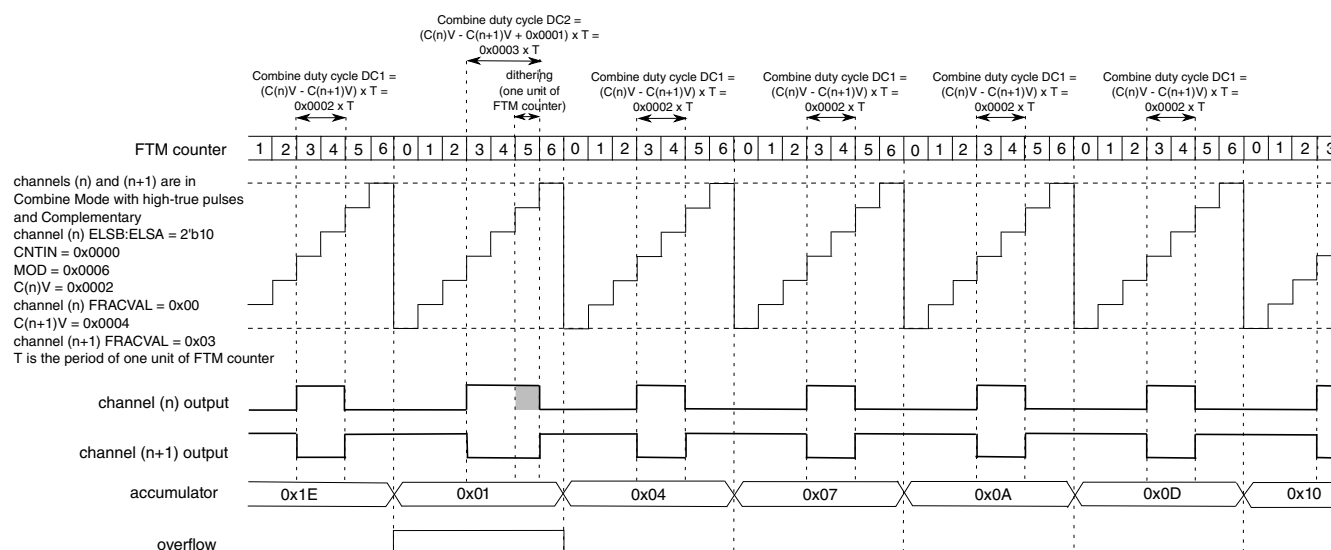 Combine duty cycle DC2 =
(C(n)V - C(n+1)V + 0x0001) x T =
0x0003 x T
Combine duty cycle DC1 =
(C(n)V - C(n+1)V) x T =
0x0002 x T
dithering
(one unit of
FTM counter)
Combine duty cycle DC1 =
(C(n)V - C(n+1)V) x T =
0x0002 x T
Combine duty cycle DC1 =
(C(n)V - C(n+1)V) x T =
0x0002 x T
Combine duty cycle DC1 =
(C(n)V - C(n+1)V) x T =
0x0002 x T
Combine duty cycle DC1 =
(C(n)V - C(n+1)V) x T =
0x0002 x T
FTM counter 1 2 3 4 5 6 0 1 2 3 4 5 6 0 1 2 3 4 5 6 0 1 2 3 4 5 6 0 1 2 3 4 5 6 0 1 2 3 4 5 6 0 1 2 3
channels (n) and (n+1) are in
Combine Mode with high-true pulses
and Complementary
channel (n) ELSB:ELSA = 2'b10
CNTIN = 0x0000
MOD = 0x0006
C(n)V = 0x0002
channel (n) FRACVAL = 0x00
C(n+1)V = 0x0004
channel (n+1) FRACVAL = 0x03
T is the period of one unit of FTM counter
channel (n) output
channel (n+1) output
accumulator 0x1E 0x01 0x04 0x07 0x0A 0x0D 0x10
overflow